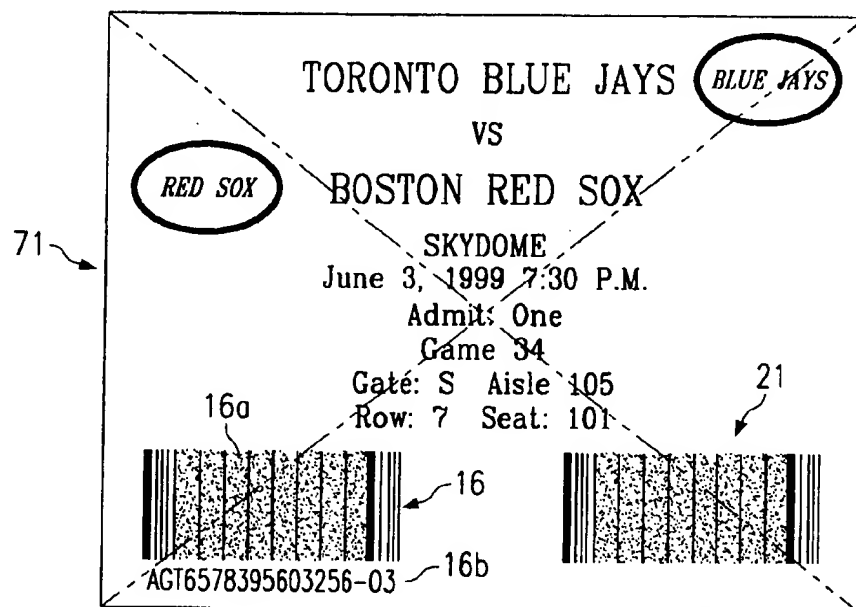 TORONTO BLUE JAYS BLUE JAYS
VS
RED SOX BOSTON RED SOX
71
SKYDOME
June 3, 1999 7:30 P.M.
Admit: One
Game 34
Gate: S Aisle 105
21
16a
Row: 7 Seat: 101
16
AGT6578395603256-03 16b